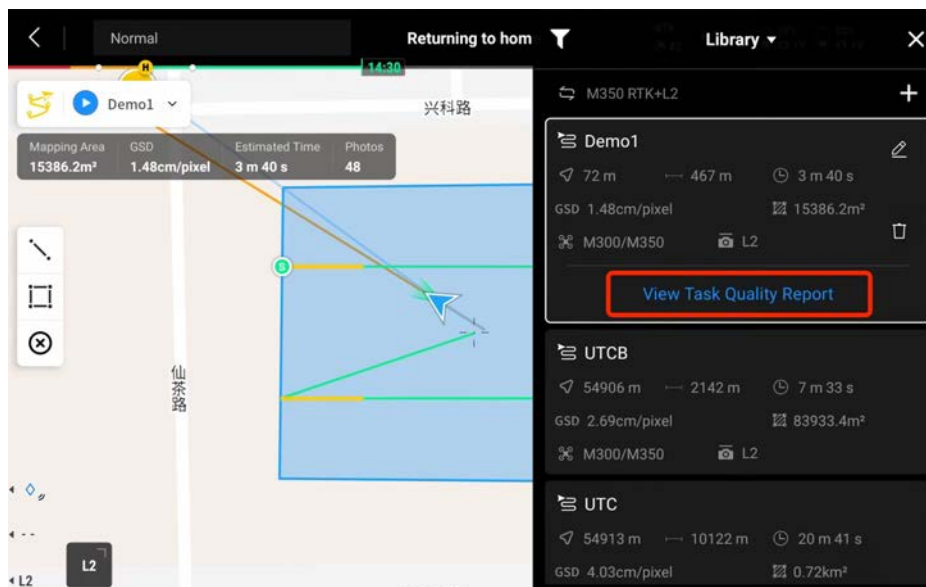 Normal
Returning to hom
Library
14:30
Demo1
兴科路
M350 RTK+L2
Mapping Area GSD Estimated Time Photos
15386.2m² 1.48cm/pixel 3 m 40 s 48
Demo1
72 m 467 m 3 m 40 s
GSD 1.48cm/pixel 15386.2m²
M300/M350 L2
View Task Quality Report
S
H
仙茶路
UTCB
54906 m 2142 m 7 m 33 s
GSD 2.69cm/pixel 83933.4m²
M300/M350 L2
UTC
54913 m 10122 m 20 m 41 s
GSD 4.03cm/pixel 0.72km²
L2
L2